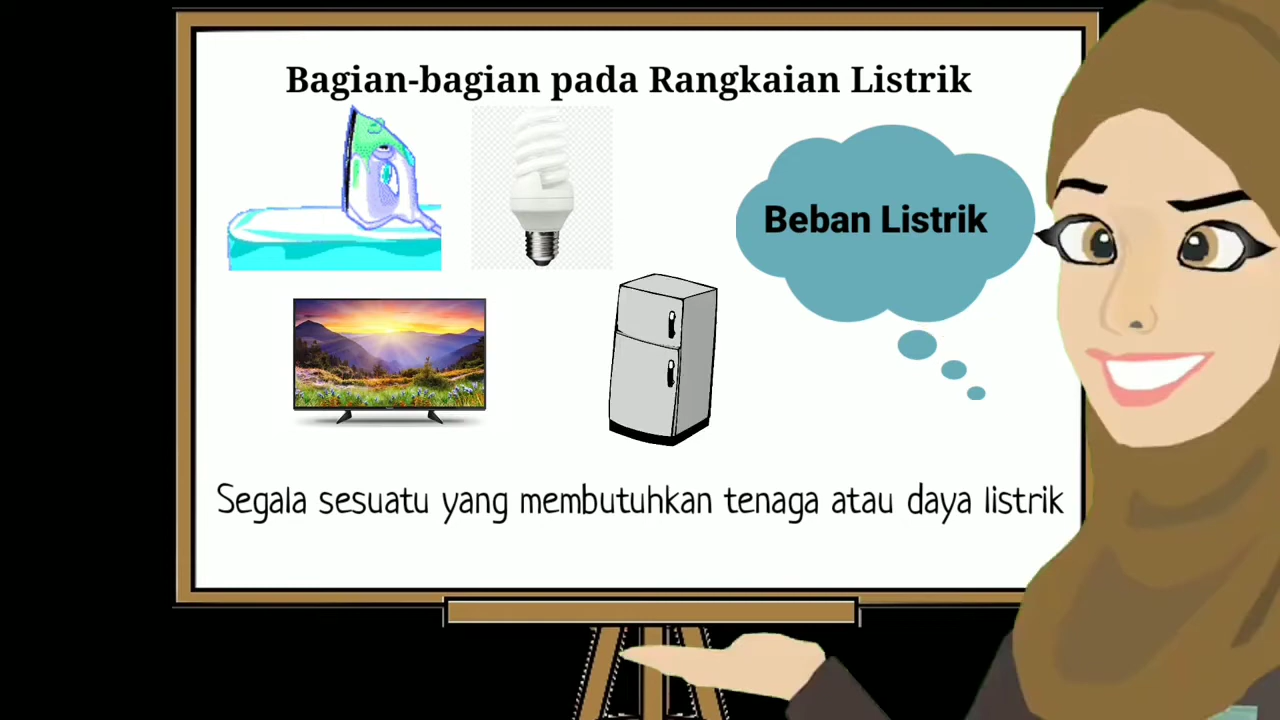 Bagian-bagian pada Rangkaian Listrik
Beban Listrik
Segala sesuatu yang membutuhkan tenaga atau daya listrik